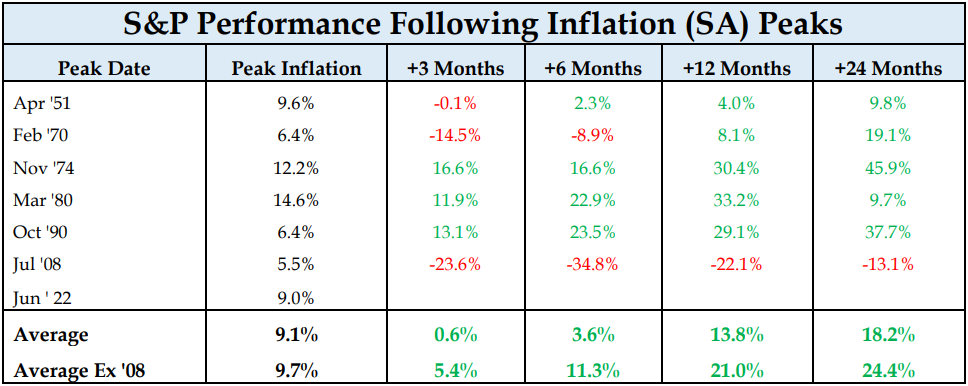 S&P Performance Following Inflation (SA) Peaks
Peak Date Peak Inflation +3 Months +6 Months +12 Months +24 Months
Apr '51 9.6% -0.1% 2.3% 4.0% 9.8%
Feb '70 6.4% -14.5% -8.9% 8.1% 19.1%
Nov '74 12.2% 16.6% 16.6% 30.4% 45.9%
Mar '80 14.6% 11.9% 22.9% 33.2% 9.7%
Oct '90 6.4% 13.1% 23.5% 29.1% 37.7%
Jul '08 5.5% -23.6% -34.8% -22.1% -13.1%
Jun ' 22 9.0%
Average 9.1% 0.6% 3.6% 13.8% 18.2%
Average Ex '08 9.7% 5.4% 11.3% 21.0% 24.4%